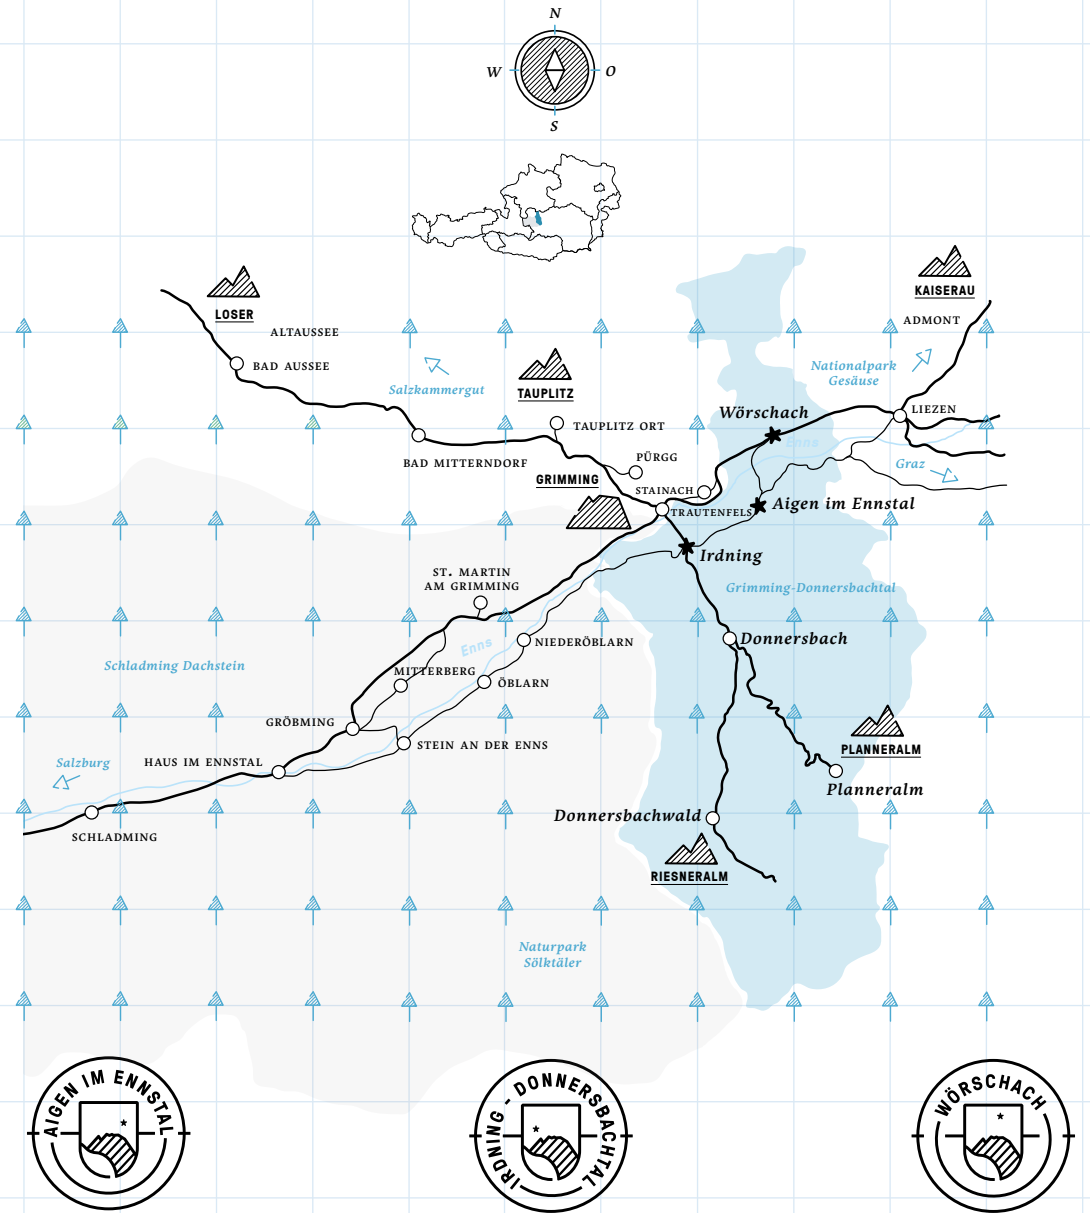 N
W
O
S
LOSER
KAISERAU
ALTAUSSEE
ADMONT
BAD AUSSEE
Nationalpark
Gesäuse
Salzkammergut
TAUPLITZ
Wörschach
LIEZEN
TAUPLITZ ORT
Enns
BAD MITTERNDORF
PÜRGG
Graz
GRIMMING
STAINACH
TRAUTENFELS
Aigen im Ennstal
Irdning
ST. MARTIN
AM GRIMMING
Grimming-Donnersbachtal
Donnersbach
NIEDERÖBLARN
Enns
Schladming Dachstein
MITTERBERG
ÖBLARN
GRÖBMING
STEIN AN DER ENNS
PLANNERALM
Salzburg
HAUS IM ENNSTAL
Planneralm
Donnersbachwald
SCHLADMING
RIESNERALM
Naturpark
Sölktäler
AIGEN IM ENNSTAL
IRDNING - DONNERSBACHTAL
WÖRSCHACH